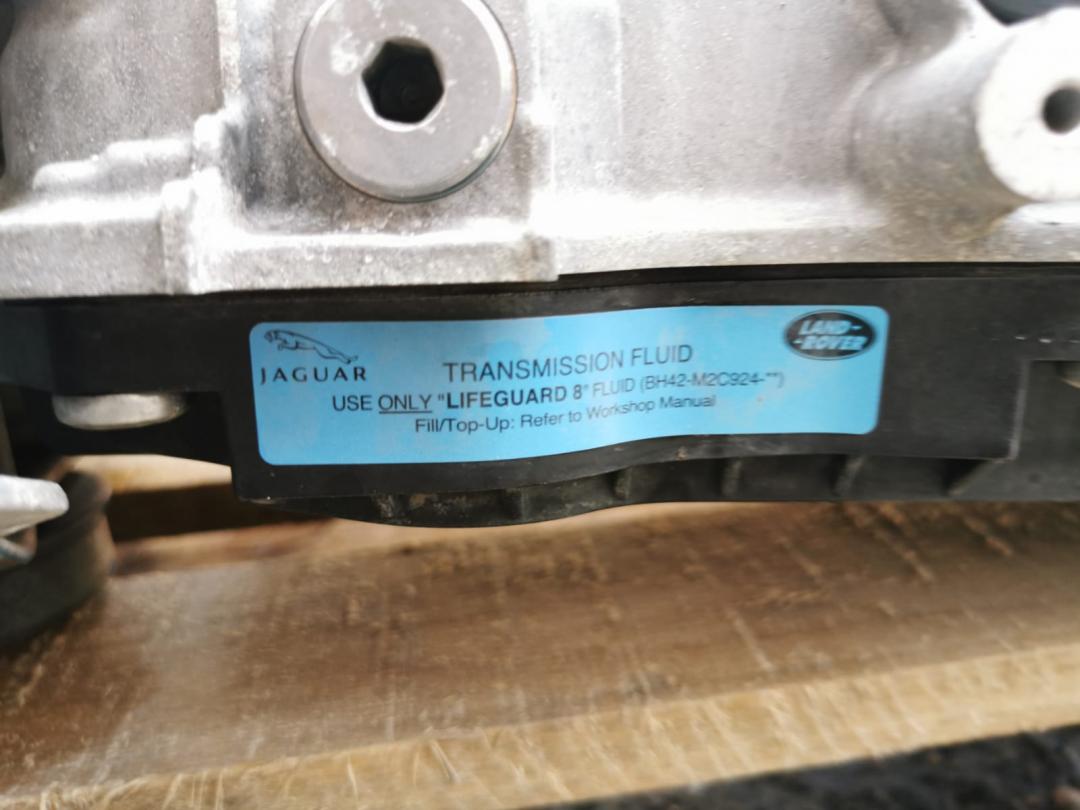 JAGUAR
LAND-
-ROVER
TRANSMISSION FLUID
USE ONLY "LIFEGUARD 8" FLUID (BH42-M2C924-**)
Fill/Top-Up: Refer to Workshop Manual